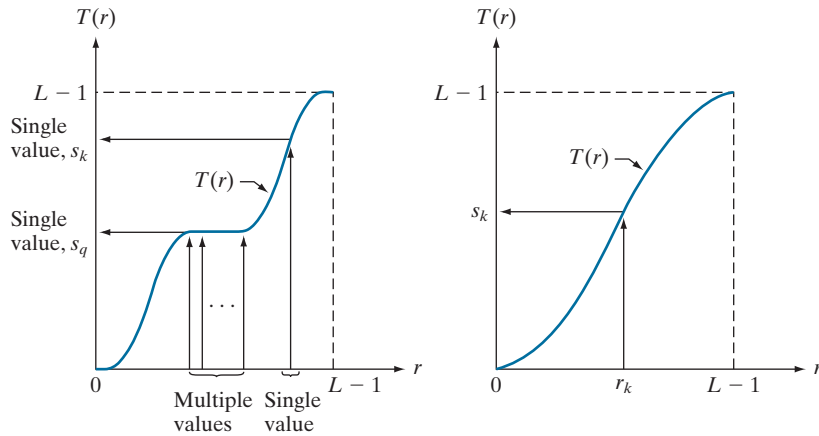 T(r)
L − 1
Single
value, s_k
T(r)
Single
value, s_q
. . .
0
L − 1
r
Multiple
values
Single
value
T(r)
L − 1
T(r)
s_k
0
r_k
L − 1
r